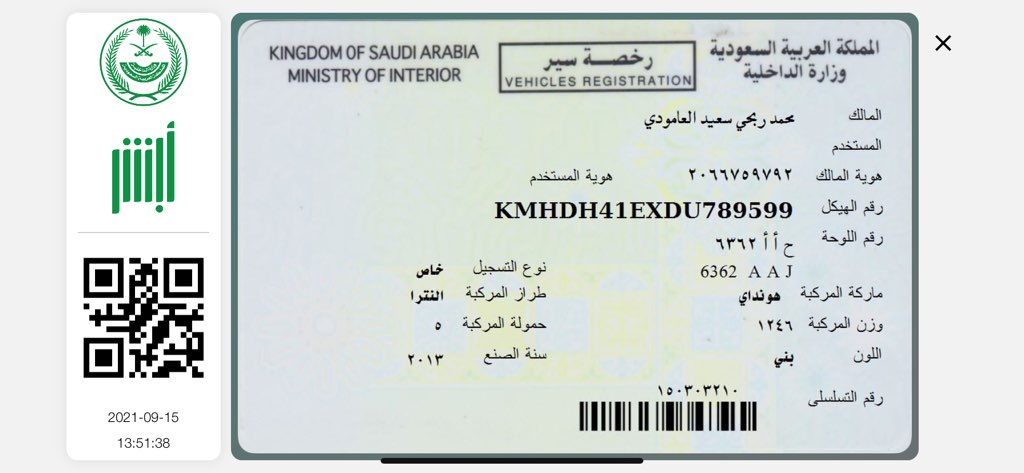 أبشر
2021-09-15
13:51:38
KINGDOM OF SAUDI ARABIA
MINISTRY OF INTERIOR
رخصة سير
VEHICLES REGISTRATION
المملكة العربية السعودية
وزارة الداخلية
المالك محمد ربحي سعيد العامودي
المستخدم
هوية المالك ٢٠٦٦٧٥٩٧٩٢ هوية المستخدم
رقم الهيكل KMHDH41EXDU789599
رقم اللوحة ح أ أ ٦٣٦٢
6362 A A J نوع التسجيل خاص
ماركة المركبة هونداي طراز المركبة النترا
وزن المركبة ١٢٤٦ حمولة المركبة ٥
اللون بني سنة الصنع ٢٠١٣
رقم التسلسلى ١٥٠٣٠٣٢١٠